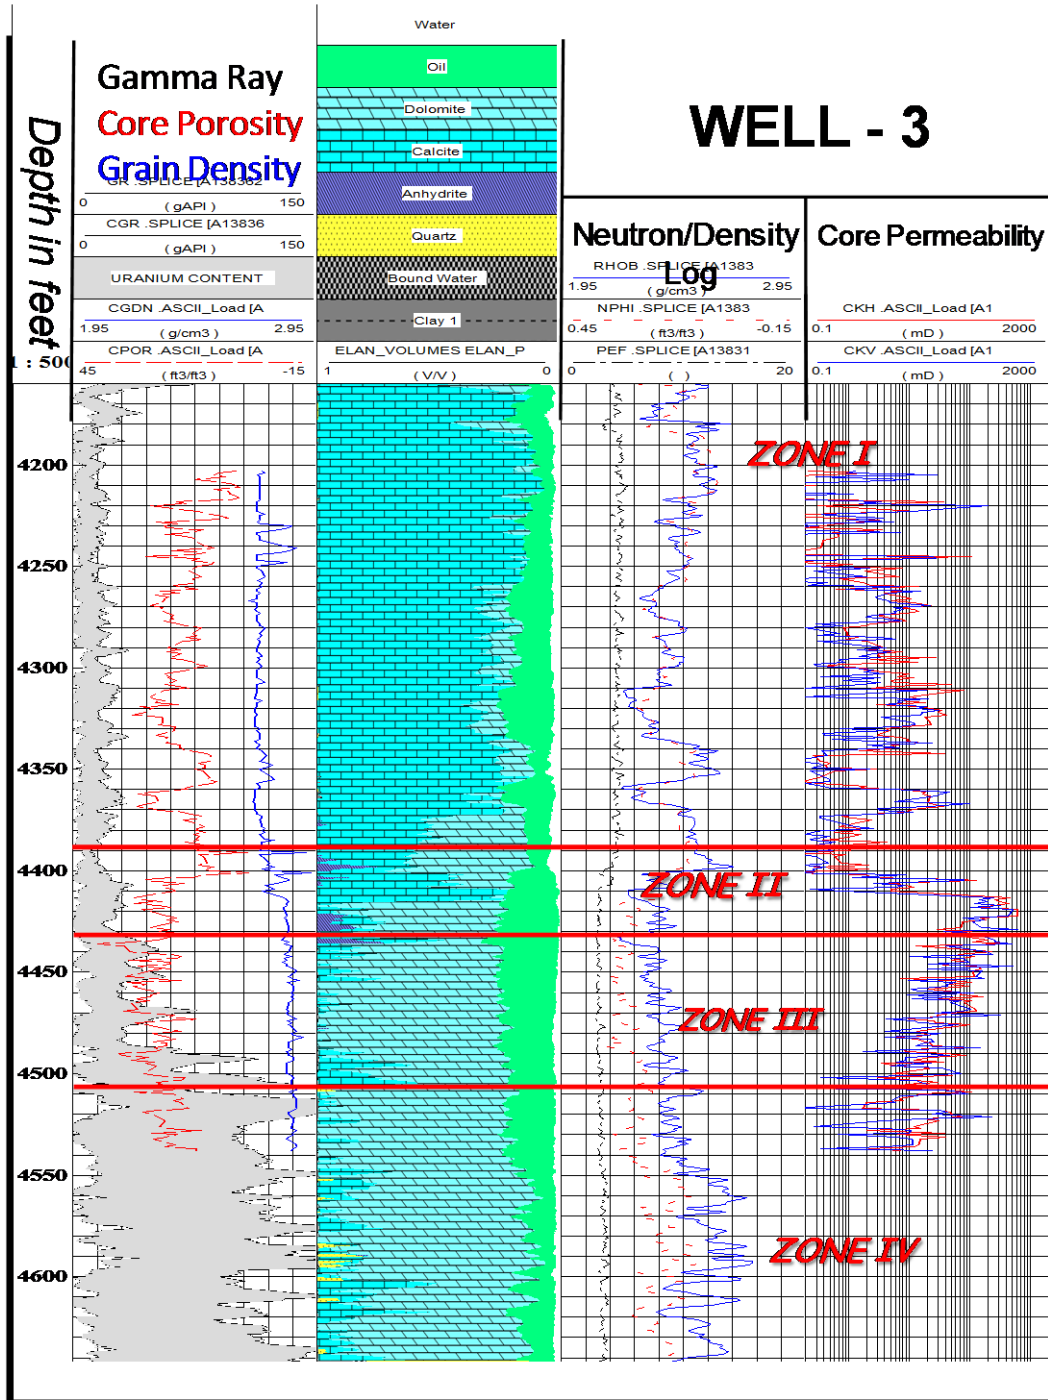 Water
Oil
Dolomite
Calcite
Anhydrite
Quartz
Bound Water
Clay 1
ELAN_VOLUMES ELAN_P
1 (V/V) 0
Depth in feet
1 : 500
Gamma Ray
Core Porosity
Grain Density
GR .SPLICE [A138362
0 (gAPI) 150
CGR .SPLICE [A13836
0 (gAPI) 150
URANIUM CONTENT
CGDN .ASCII_Load [A
1.95 (g/cm3) 2.95
CPOR .ASCII_Load [A
45 (ft3/ft3) -15
WELL - 3
Neutron/Density
Log
RHOB .SPLICE [A1383
1.95 (g/cm3) 2.95
NPHI .SPLICE [A1383
0.45 (ft3/ft3) -0.15
PEF .SPLICE [A13831
0 ( ) 20
Core Permeability
CKH .ASCII_Load [A1
0.1 (mD) 2000
CKV .ASCII_Load [A1
0.1 (mD) 2000
4200
4250
4300
4350
4400
4450
4500
4550
4600
ZONE I
ZONE II
ZONE III
ZONE IV